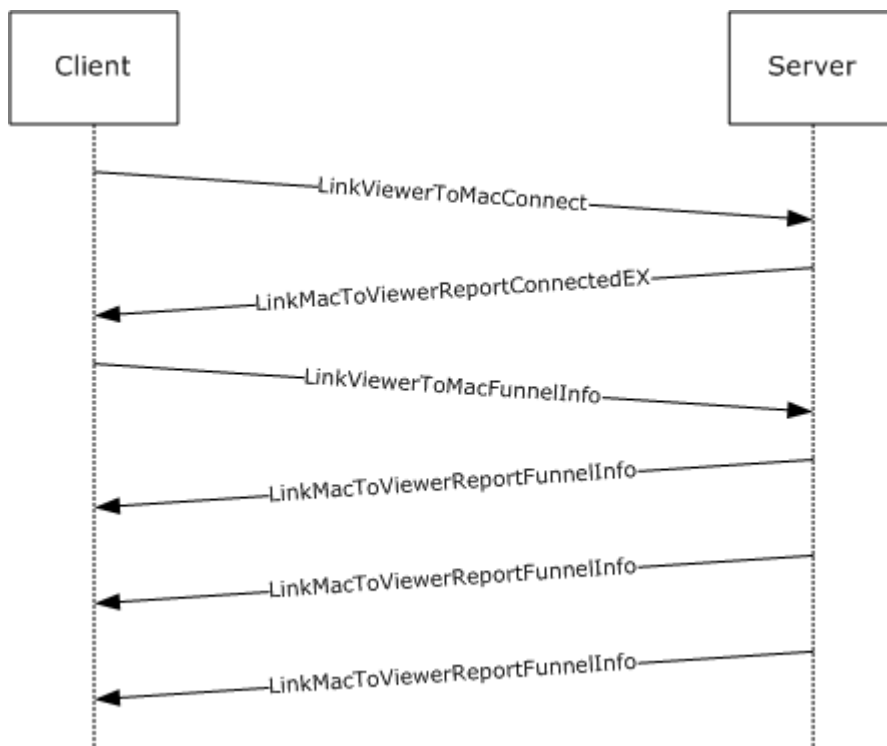 Client
Server
LinkViewerToMacConnect
LinkMacToViewerReportConnectedEX
LinkViewerToMacFunnelInfo
LinkMacToViewerReportFunnelInfo
LinkMacToViewerReportFunnelInfo
LinkMacToViewerReportFunnelInfo